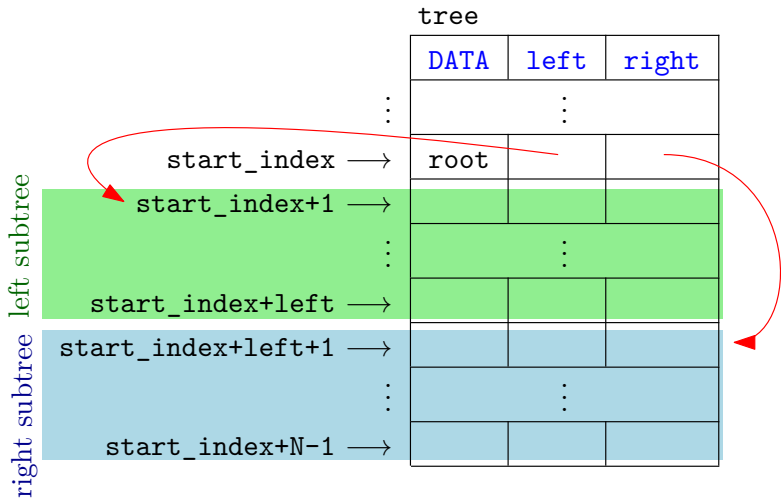 tree
DATA left right
⋮ ⋮
start_index ⟶ root
start_index+1 ⟶
⋮ ⋮
start_index+left ⟶
start_index+left+1 ⟶
⋮ ⋮
start_index+N-1 ⟶
left subtree
right subtree